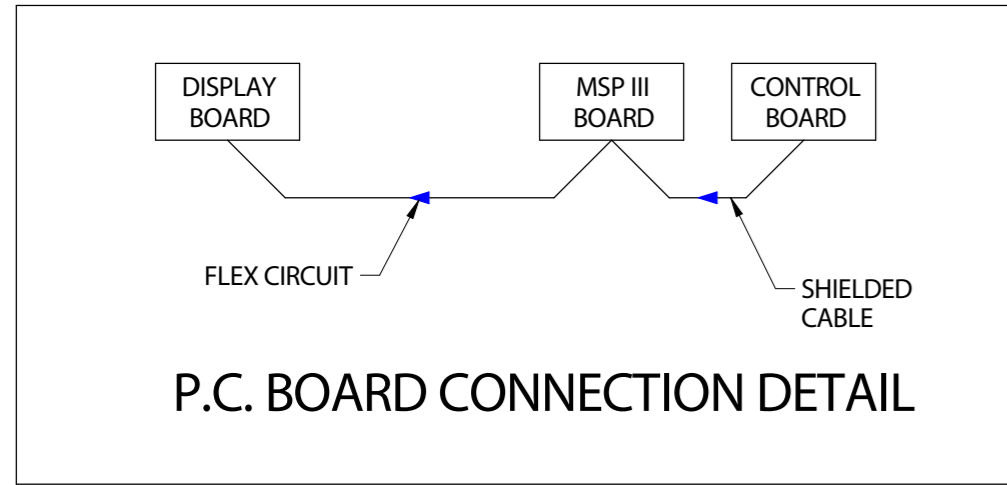 DISPLAY
BOARD
MSP III
BOARD
CONTROL
BOARD
FLEX CIRCUIT
SHIELDED
CABLE
P.C. BOARD CONNECTION DETAIL